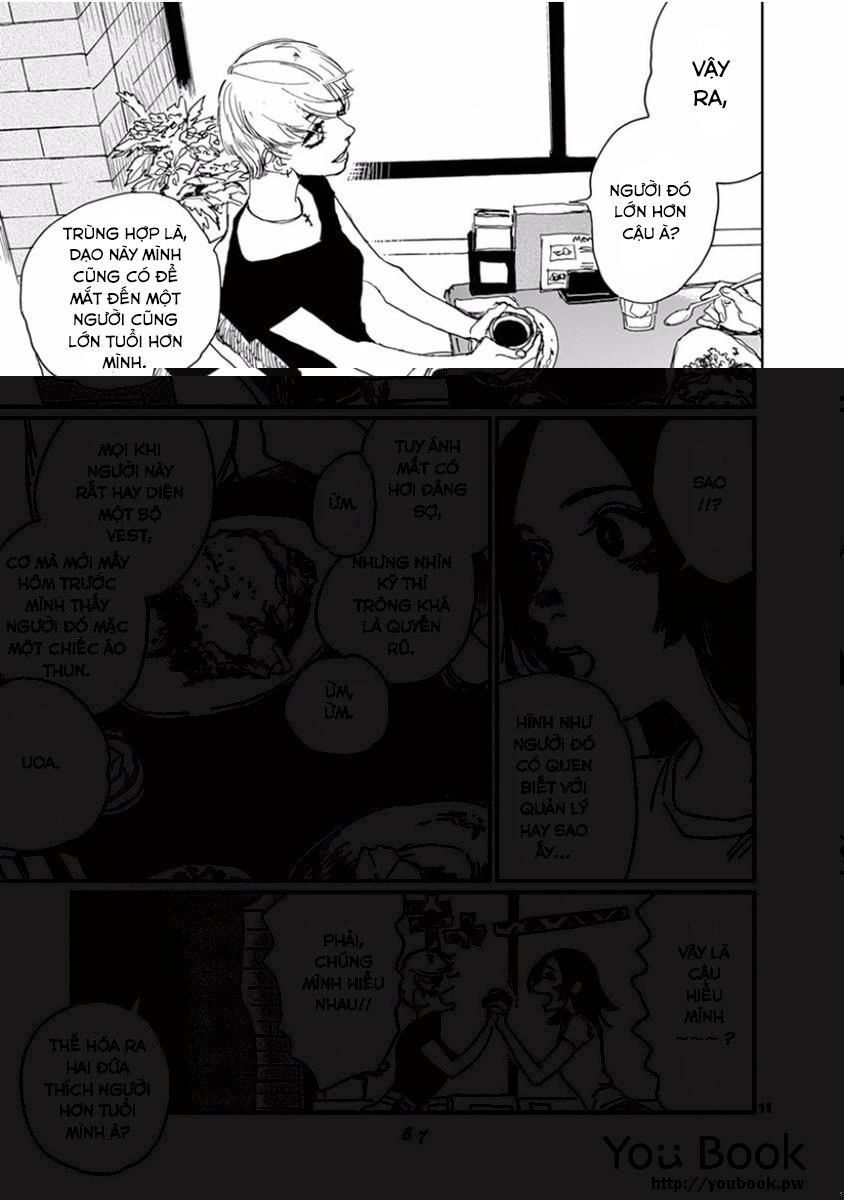 VẬY
RA,
NGƯỜI ĐÓ
LỚN HƠN
CẬU À?
TRÙNG HỢP LÀ,
DẠO NÀY MÌNH
CŨNG CÓ ĐỂ
MẮT ĐẾN MỘT
NGƯỜI CŨNG
LỚN TUỔI HƠN
MÌNH.
SAO
!!?
HÌNH NHƯ
NGƯỜI ĐÓ
CÓ QUEN
BIẾT VỚI
QUẢN LÝ
HAY SAO
ẤY...
TUY ÁNH
MẮT CÓ
HƠI ĐÁNG
SỢ,
NHƯNG NHÌN
KỸ THÌ
TRÔNG KHÁ
LÀ QUYỀN
RŨ.
ỪM.
ỪM,
ỪM.
MỌI KHI
NGƯỜI NÀY
RẤT HAY DIỆN
MỘT BỘ
VEST,
CƠ MÀ MỚI MẤY
HÔM TRƯỚC
MÌNH THẤY
NGƯỜI ĐÓ MẶC
MỘT CHIẾC ÁO
THUN.
UOA.
VẬY LÀ
CẬU
HIỂU
MÌNH
~~~ ?
PHẢI,
CHÚNG
MÌNH HIỂU
NHAU!!
THẾ HÓA RA
HAI ĐỨA
THÍCH NGƯỜI
HƠN TUỔI
MÌNH À?
11
67
You Book
http://youbook.pw